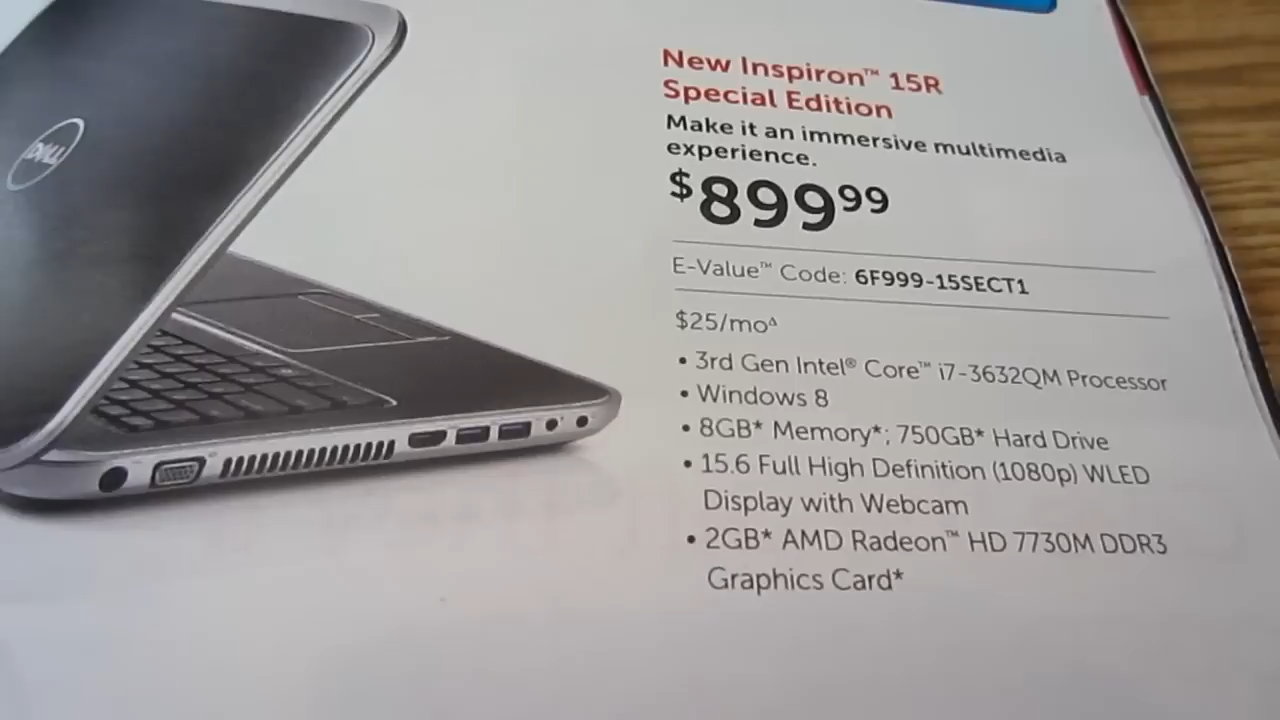 DELL
New Inspiron™ 15R
Special Edition
Make it an immersive multimedia
experience.
$899⁹⁹
E-Value™ Code: 6F999-15SECT1
$25/mo∆
• 3rd Gen Intel® Core™ i7-3632QM Processor
• Windows 8
• 8GB* Memory*; 750GB* Hard Drive
• 15.6 Full High Definition (1080p) WLED
Display with Webcam
• 2GB* AMD Radeon™ HD 7730M DDR3
Graphics Card*